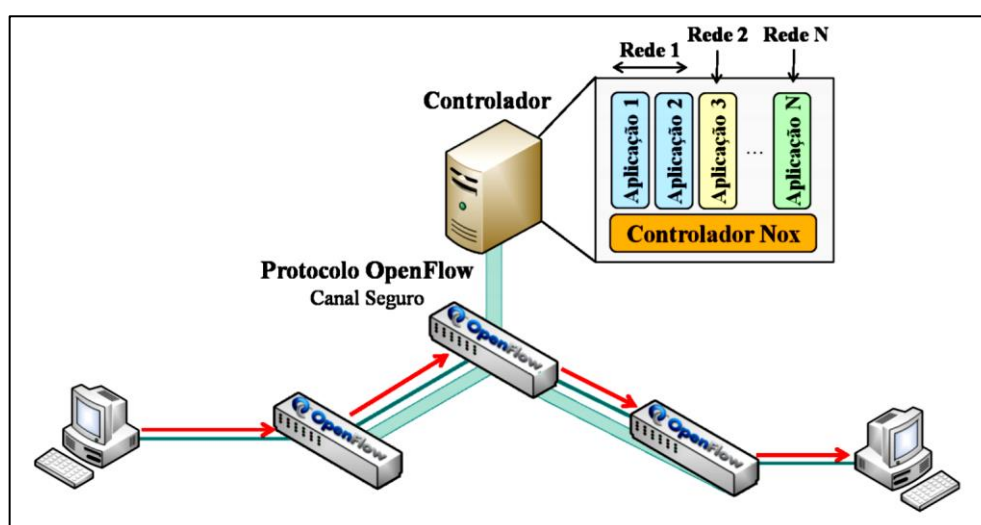 Rede 1
Rede 2
Rede N
Controlador
Aplicação 1
Aplicação 2
Aplicação 3
...
Aplicação N
Controlador Nox
Protocolo OpenFlow
Canal Seguro
OpenFlow
OpenFlow
OpenFlow